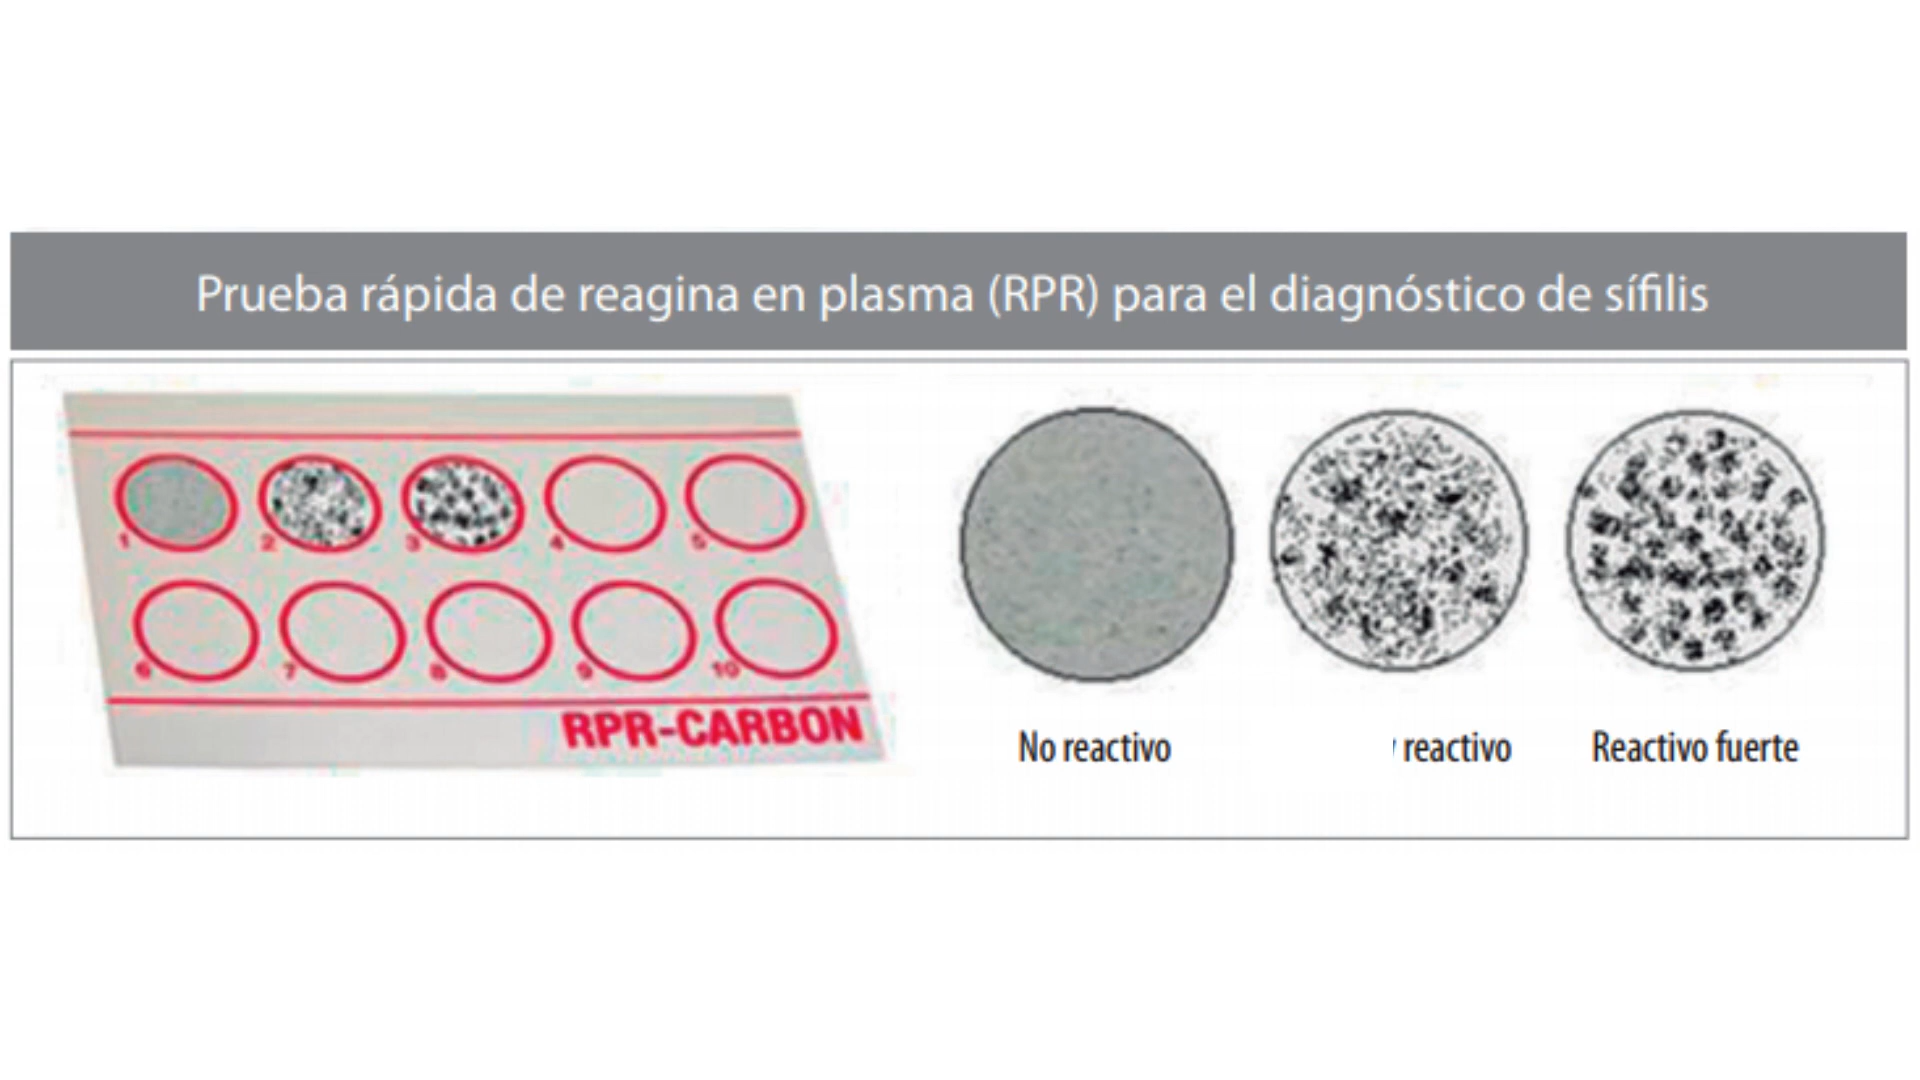 Prueba rápida de reagina en plasma (RPR) para el diagnóstico de sífilis
1 2 3 4 5
6 7 8 9 10
RPR-CARBON
No reactivo
reactivo
Reactivo fuerte